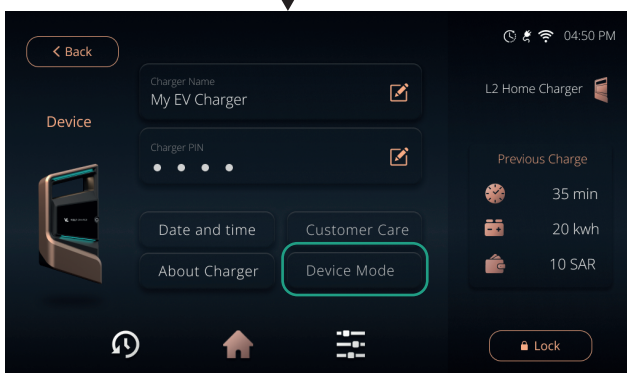 Back
04:50 PM
Charger Name
My EV Charger
L2 Home Charger
Device
Charger PIN
Previous Charge
35 min
20 kwh
10 SAR
Date and time
Customer Care
About Charger
Device Mode
Lock